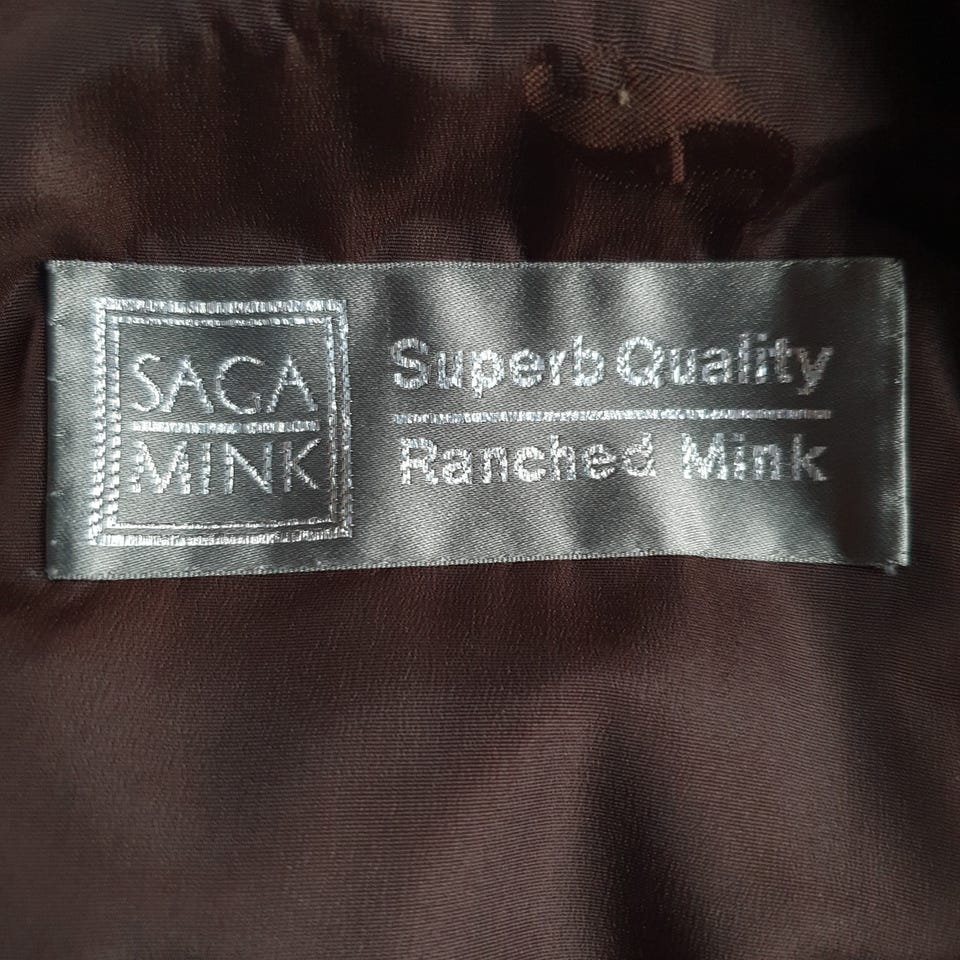 SAGA
MINK
Superb Quality
Ranched Mink